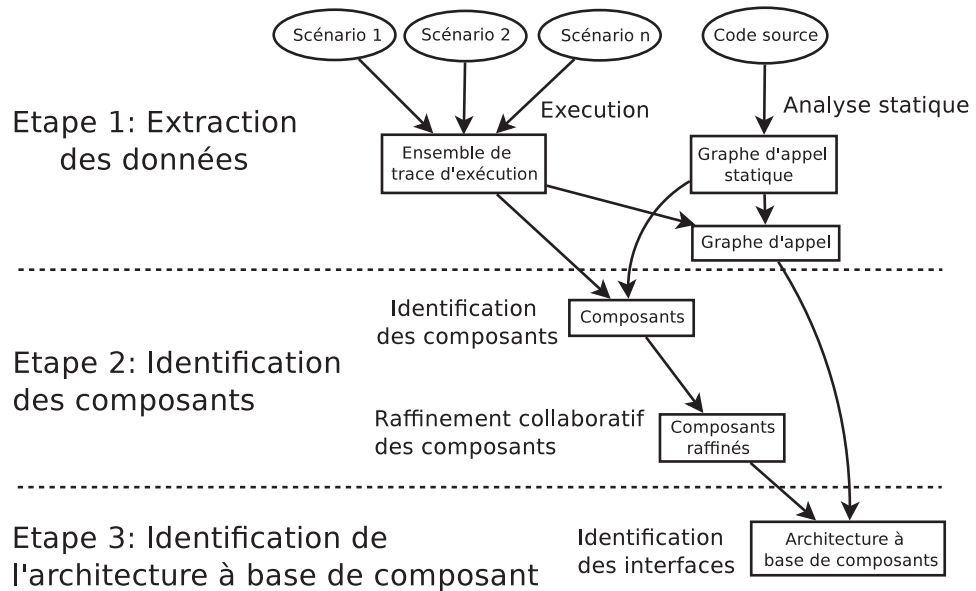 Scénario 1
Scénario 2
Scénario n
Code source
Execution
Analyse statique
Etape 1: Extraction
des données
Ensemble de
trace d'exécution
Graphe d'appel
statique
Graphe d'appel
Identification
des composants
Composants
Etape 2: Identification
des composants
Raffinement collaboratif
des composants
Composants
raffinés
Etape 3: Identification de
l'architecture à base de composant
Identification
des interfaces
Architecture à
base de composants